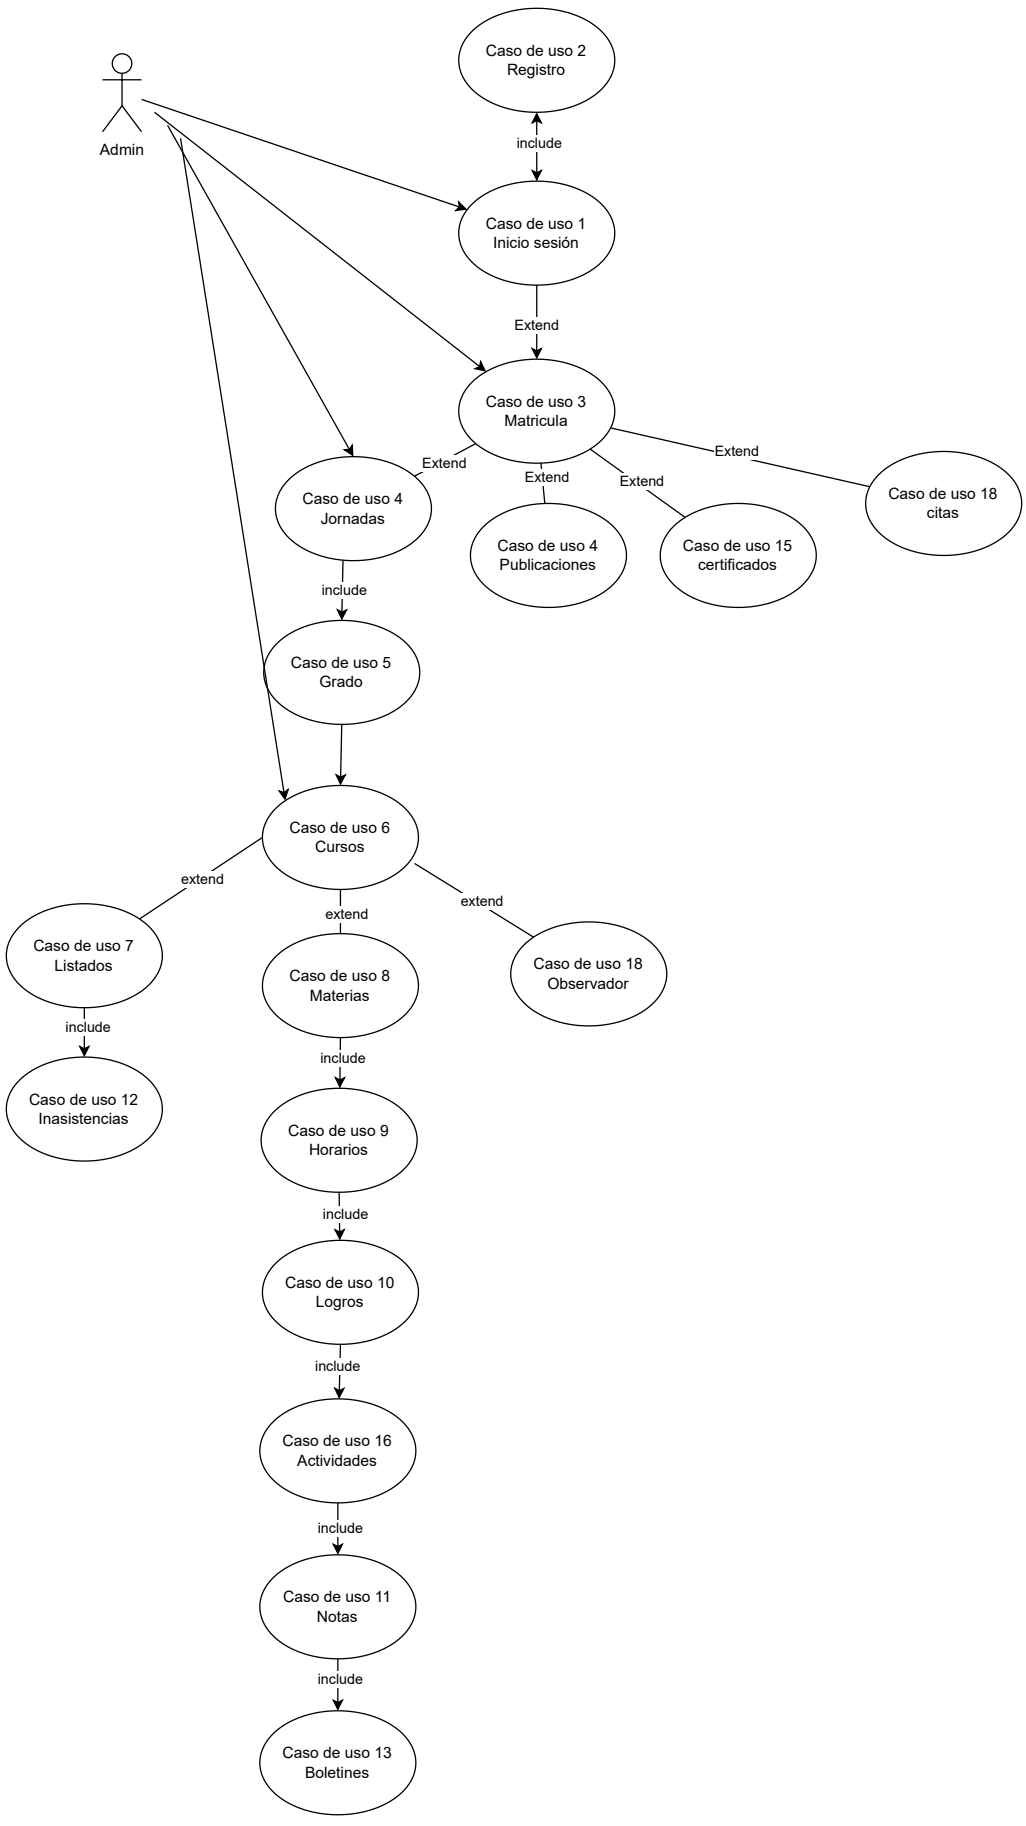 Caso de uso 2
Registro
Admin
include
Caso de uso 1
Inicio sesión
Extend
Caso de uso 3
Matricula
Extend
Extend
Extend
Extend
Caso de uso 4
Jornadas
Caso de uso 4
Publicaciones
Caso de uso 15
certificados
Caso de uso 18
citas
include
Caso de uso 5
Grado
Caso de uso 6
Cursos
extend
extend
extend
Caso de uso 7
Listados
Caso de uso 8
Materias
Caso de uso 18
Observador
include
include
Caso de uso 12
Inasistencias
Caso de uso 9
Horarios
include
Caso de uso 10
Logros
include
Caso de uso 16
Actividades
include
Caso de uso 11
Notas
include
Caso de uso 13
Boletines